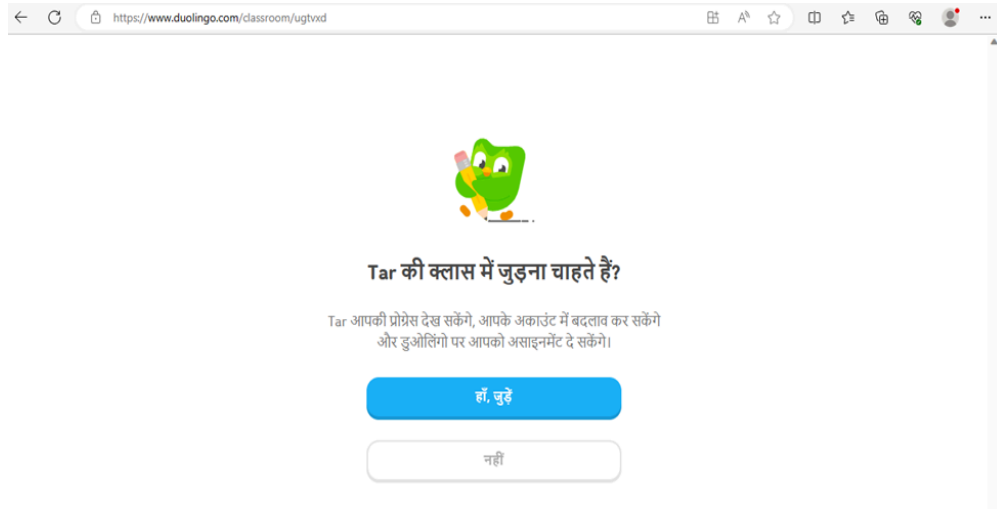 https://www.duolingo.com/classroom/ugtvxd
Tar की क्लास में जुड़ना चाहते हैं?
Tar आपकी प्रोग्रेस देख सकेंगे, आपके अकाउंट में बदलाव कर सकेंगे
और डुओलिंगो पर आपको असाइनमेंट दे सकेंगे।
हाँ, जुड़ें
नहीं